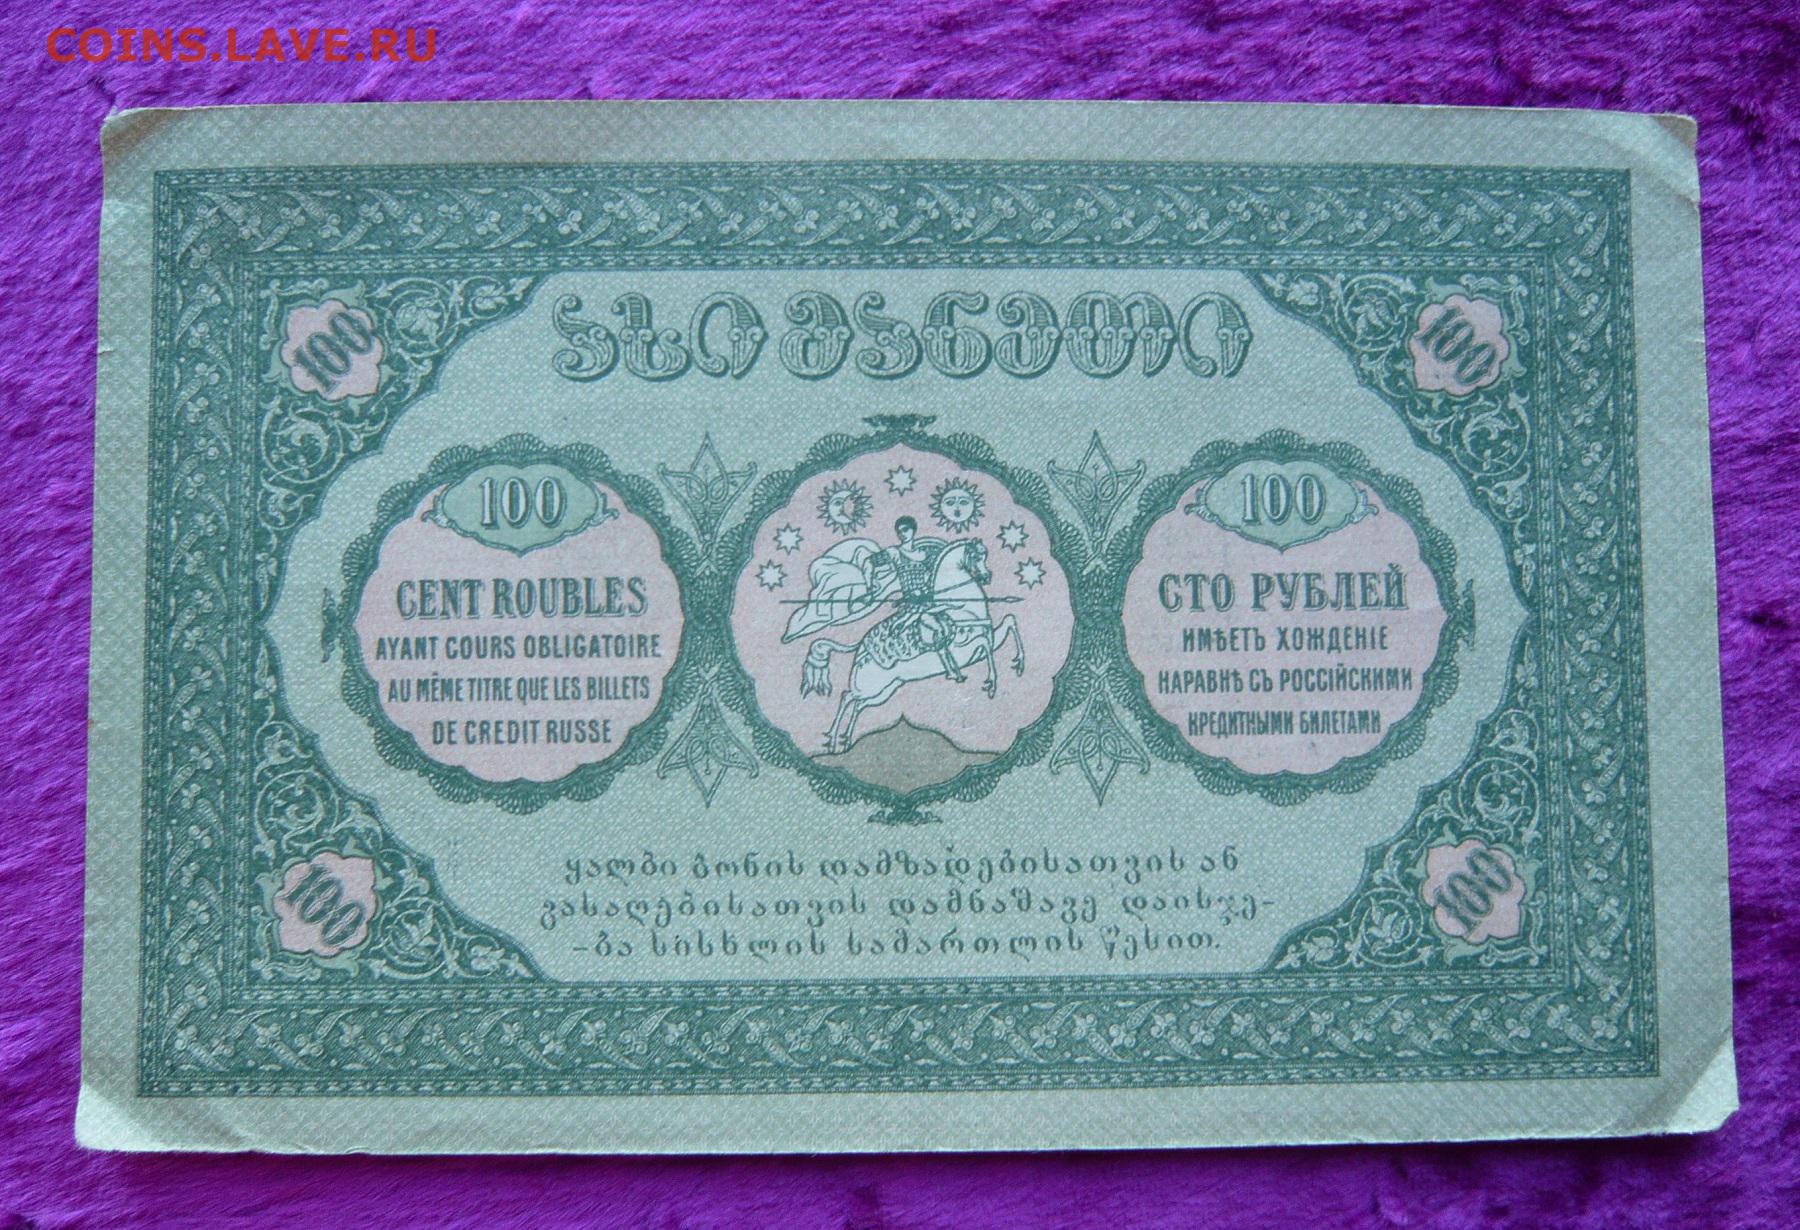 COINS.LAVE.RU
100
100
ასი მანეთი
100
CENT ROUBLES
AYANT COURS OBLIGATOIRE
AU MÊME TITRE QUE LES BILLETS
DE CREDIT RUSSE
100
СТО РУБЛЕЙ
ИМѢЕТЪ ХОЖДЕНІЕ
НАРАВНѢ СЪ РОССІЙСКИМИ
КРЕДИТНЫМИ БИЛЕТАМИ
ყალბი ბონის დამზადებისათვის ან
გასაღებისათვის დამნაშავე დაისჯე-
-ბა სისხლის სამართლის წესით.
100
100